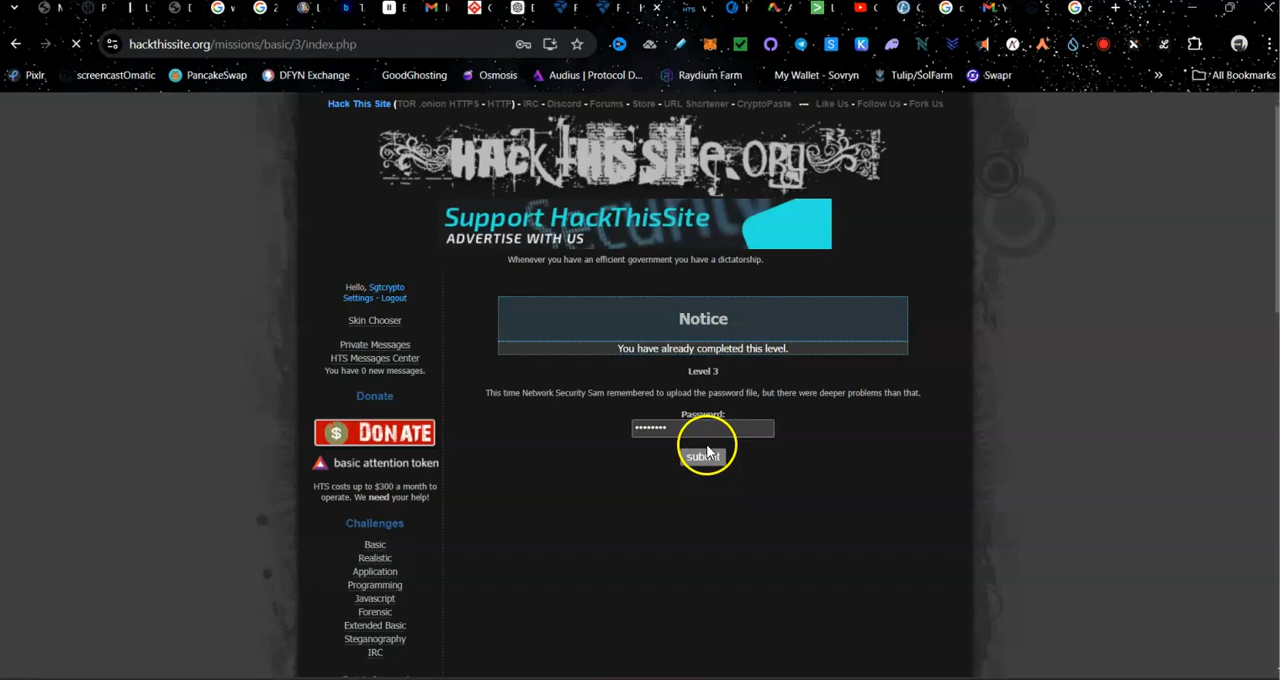 hackthissite.org/missions/basic/3/index.php
Pixlr screencastOmatic PancakeSwap DFYN Exchange GoodGhosting Osmosis Audius | Protocol D... Raydium Farm My Wallet - Sovryn Tulip/SolFarm Swapr » All Bookmarks
Hack This Site (TOR .onion HTTPS - HTTP) - IRC - Discord - Forums - Store - URL Shortener - CryptoPaste --- Like Us - Follow Us - Fork Us
HAckTHISSiTe.ORg
Support HackThisSite
ADVERTISE WITH US
Whenever you have an efficient government you have a dictatorship.
Hello, Sgtcrypto
Settings - Logout
Skin Chooser
Private Messages
HTS Messages Center
You have 0 new messages.
Donate
DONATE
basic attention token
HTS costs up to $300 a month to
operate. We need your help!
Challenges
Basic
Realistic
Application
Programming
Javascript
Forensic
Extended Basic
Steganography
IRC
Notice
You have already completed this level.
Level 3
This time Network Security Sam remembered to upload the password file, but there were deeper problems than that.
Password:
••••••••
submit